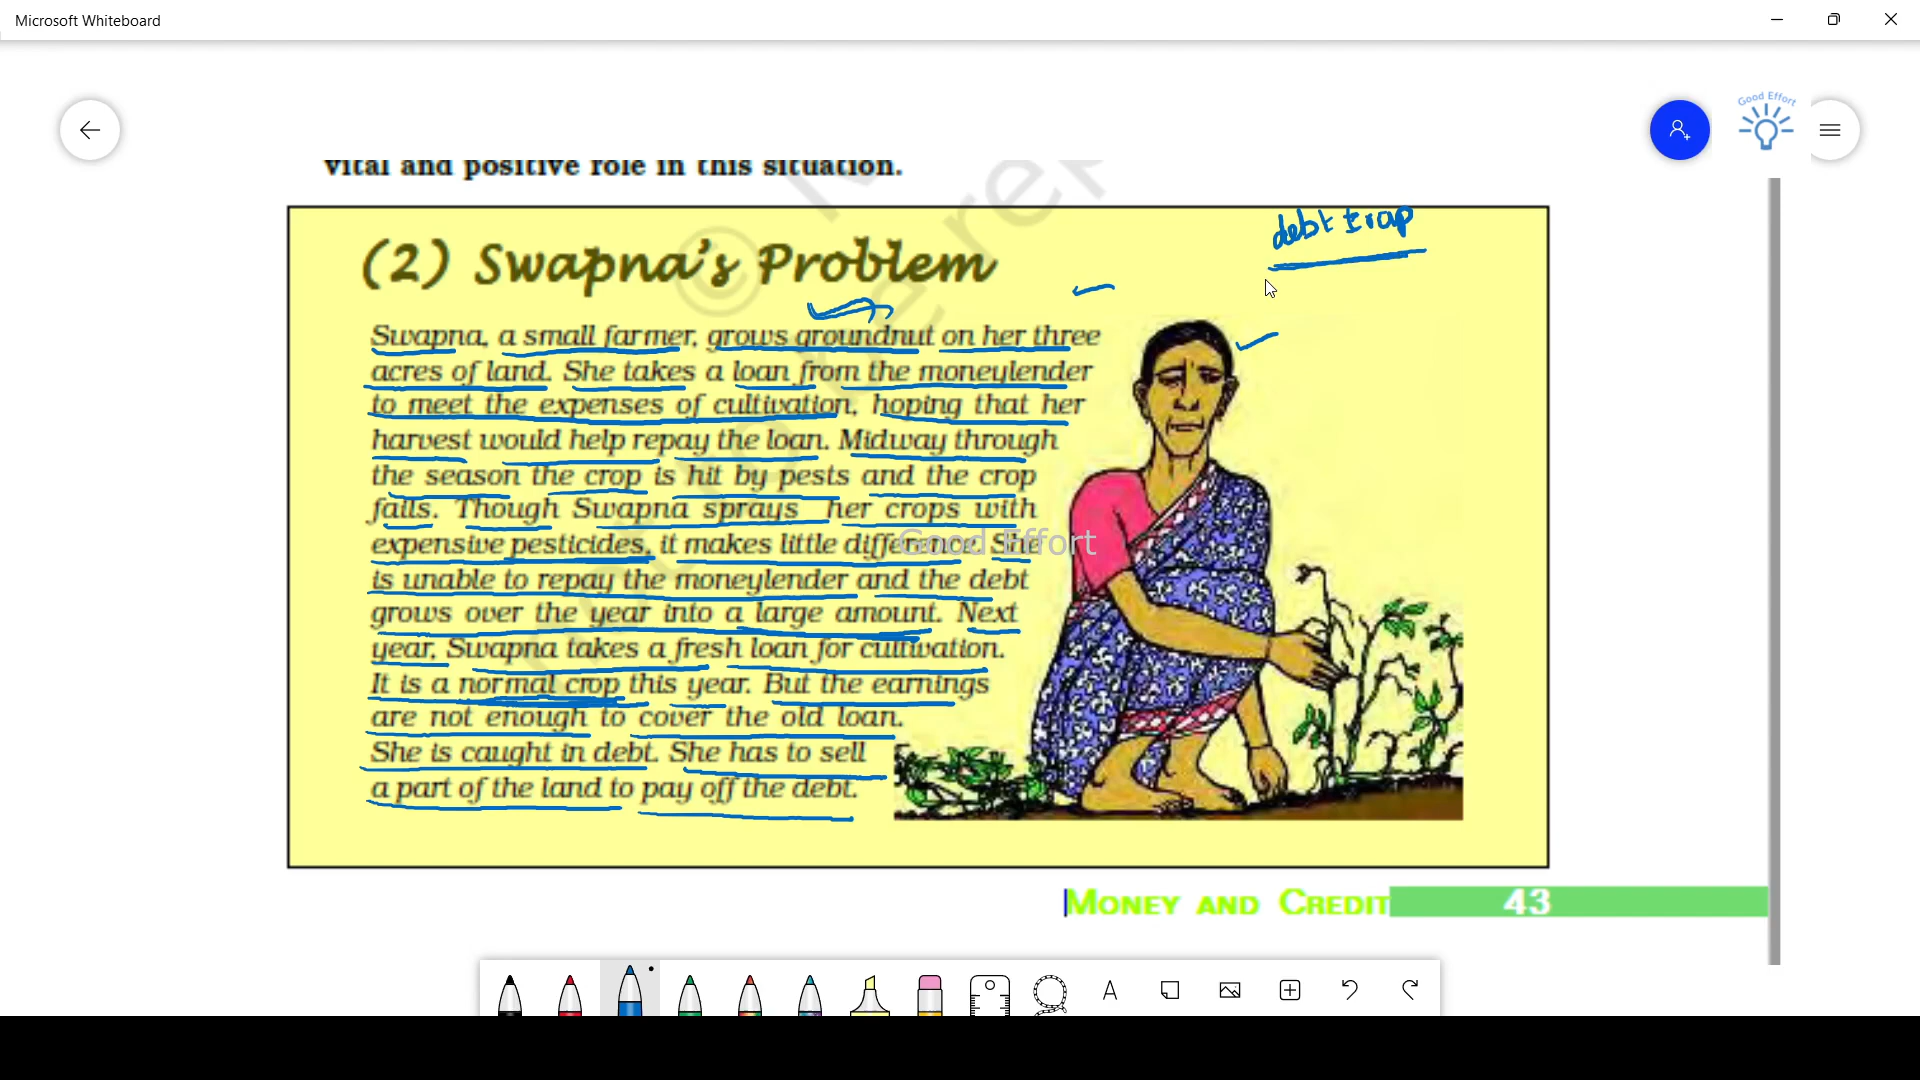 Microsoft Whiteboard
Good Effort
vital and positive role in this situation.
debt trap
(2) Swapna's Problem
Swapna, a small farmer, grows groundnut on her three
acres of land. She takes a loan from the moneylender
to meet the expenses of cultivation, hoping that her
harvest would help repay the loan. Midway through
the season the crop is hit by pests and the crop
fails. Though Swapna sprays her crops with
expensive pesticides, it makes little difference. She
Good Effort
is unable to repay the moneylender and the debt
grows over the year into a large amount. Next
year, Swapna takes a fresh loan for cultivation.
It is a normal crop this year. But the earnings
are not enough to cover the old loan.
She is caught in debt. She has to sell
a part of the land to pay off the debt.
MONEY AND CREDIT 43